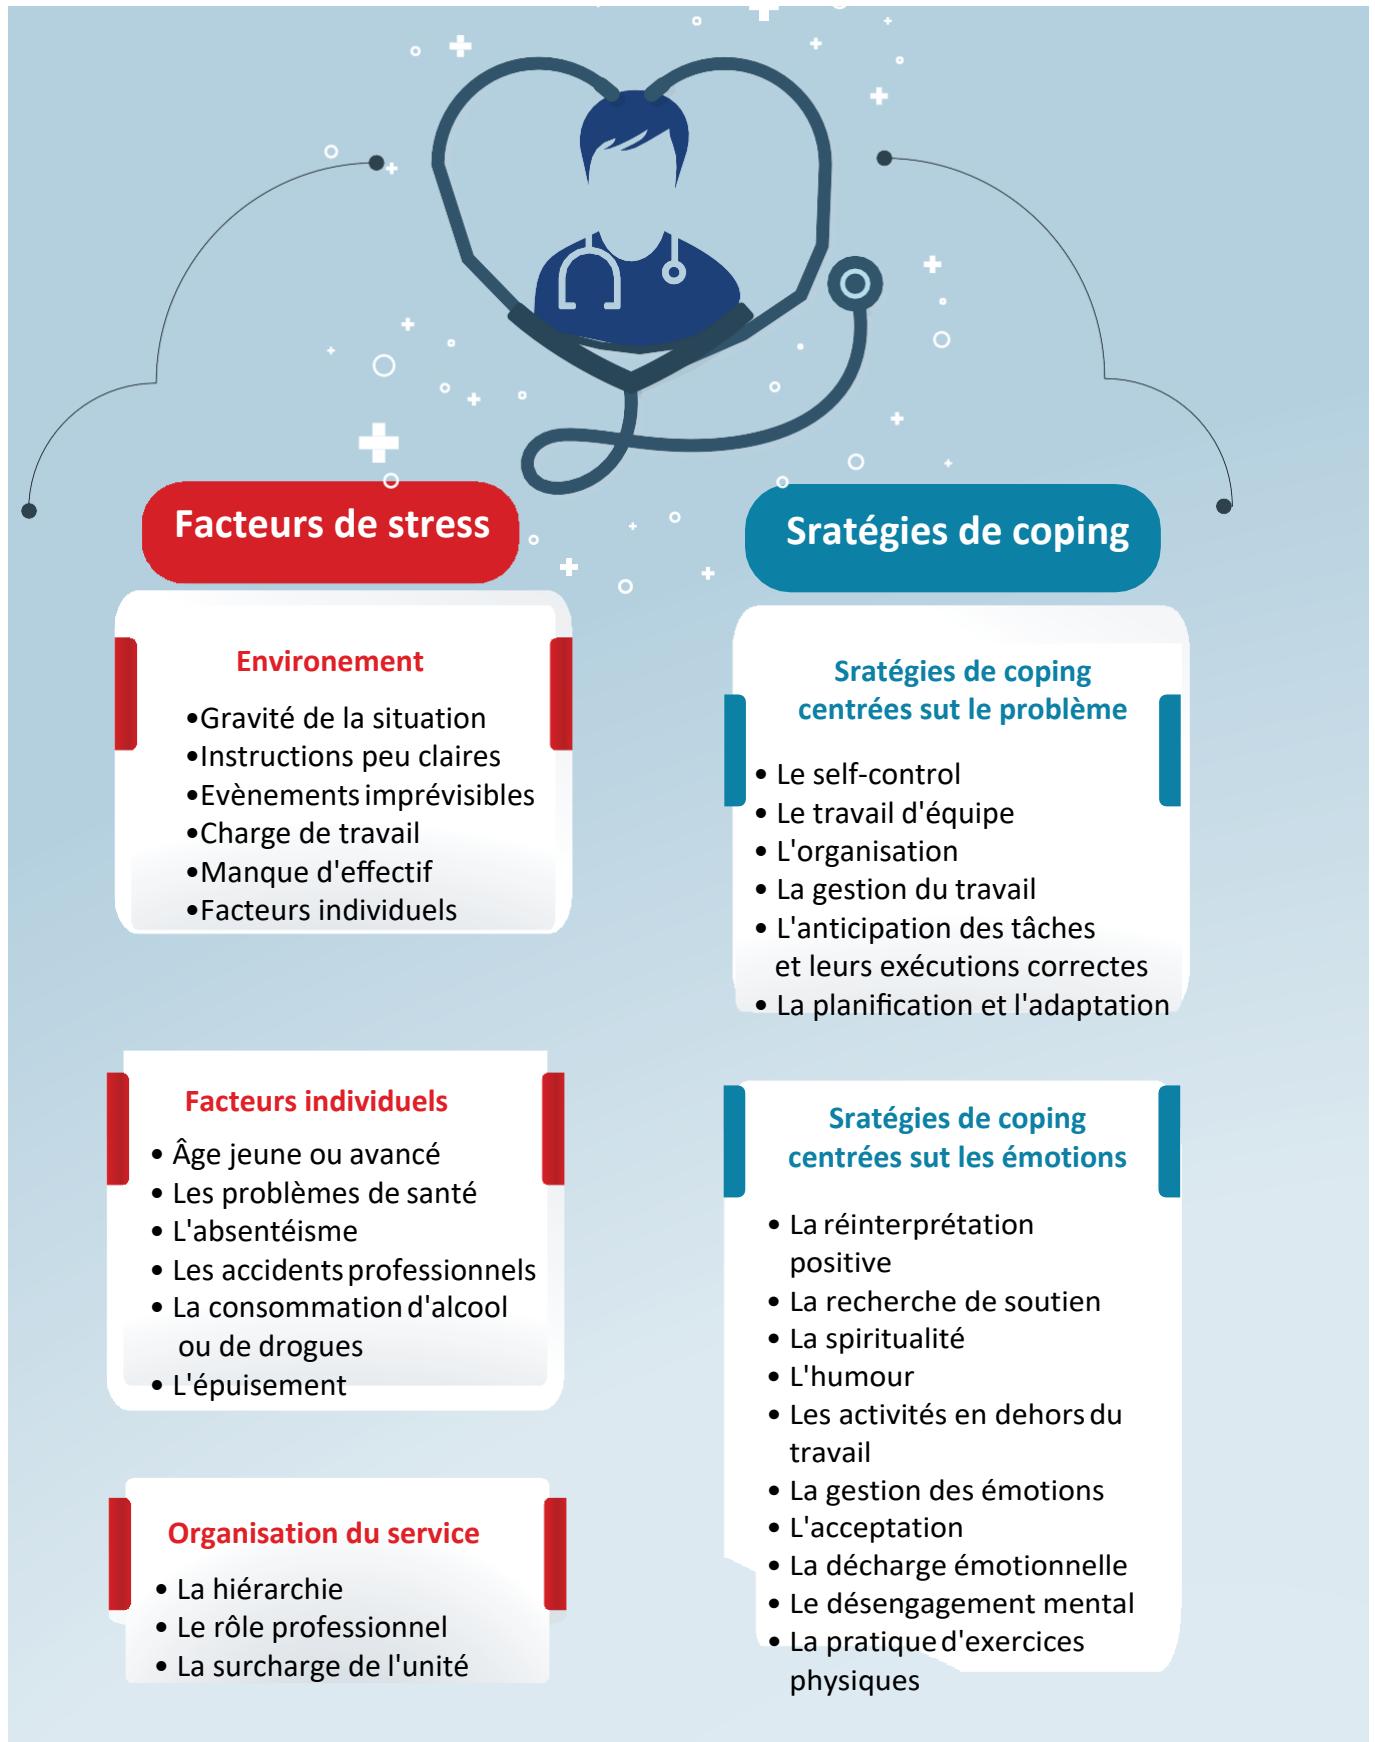 Facteurs de stress
Environement
•Gravité de la situation
•Instructions peu claires
•Evènements imprévisibles
•Charge de travail
•Manque d'effectif
•Facteurs individuels
Facteurs individuels
• Âge jeune ou avancé
• Les problèmes de santé
• L'absentéisme
• Les accidents professionnels
• La consommation d'alcool
ou de drogues
• L'épuisement
Organisation du service
• La hiérarchie
• Le rôle professionnel
• La surcharge de l'unité
Sratégies de coping
Sratégies de coping
centrées sut le problème
• Le self-control
• Le travail d'équipe
• L'organisation
• La gestion du travail
• L'anticipation des tâches
et leurs exécutions correctes
• La planification et l'adaptation
Sratégies de coping
centrées sut les émotions
• La réinterprétation
positive
• La recherche de soutien
• La spiritualité
• L'humour
• Les activités en dehors du
travail
• La gestion des émotions
• L'acceptation
• La décharge émotionnelle
• Le désengagement mental
• La pratique d'exercices
physiques